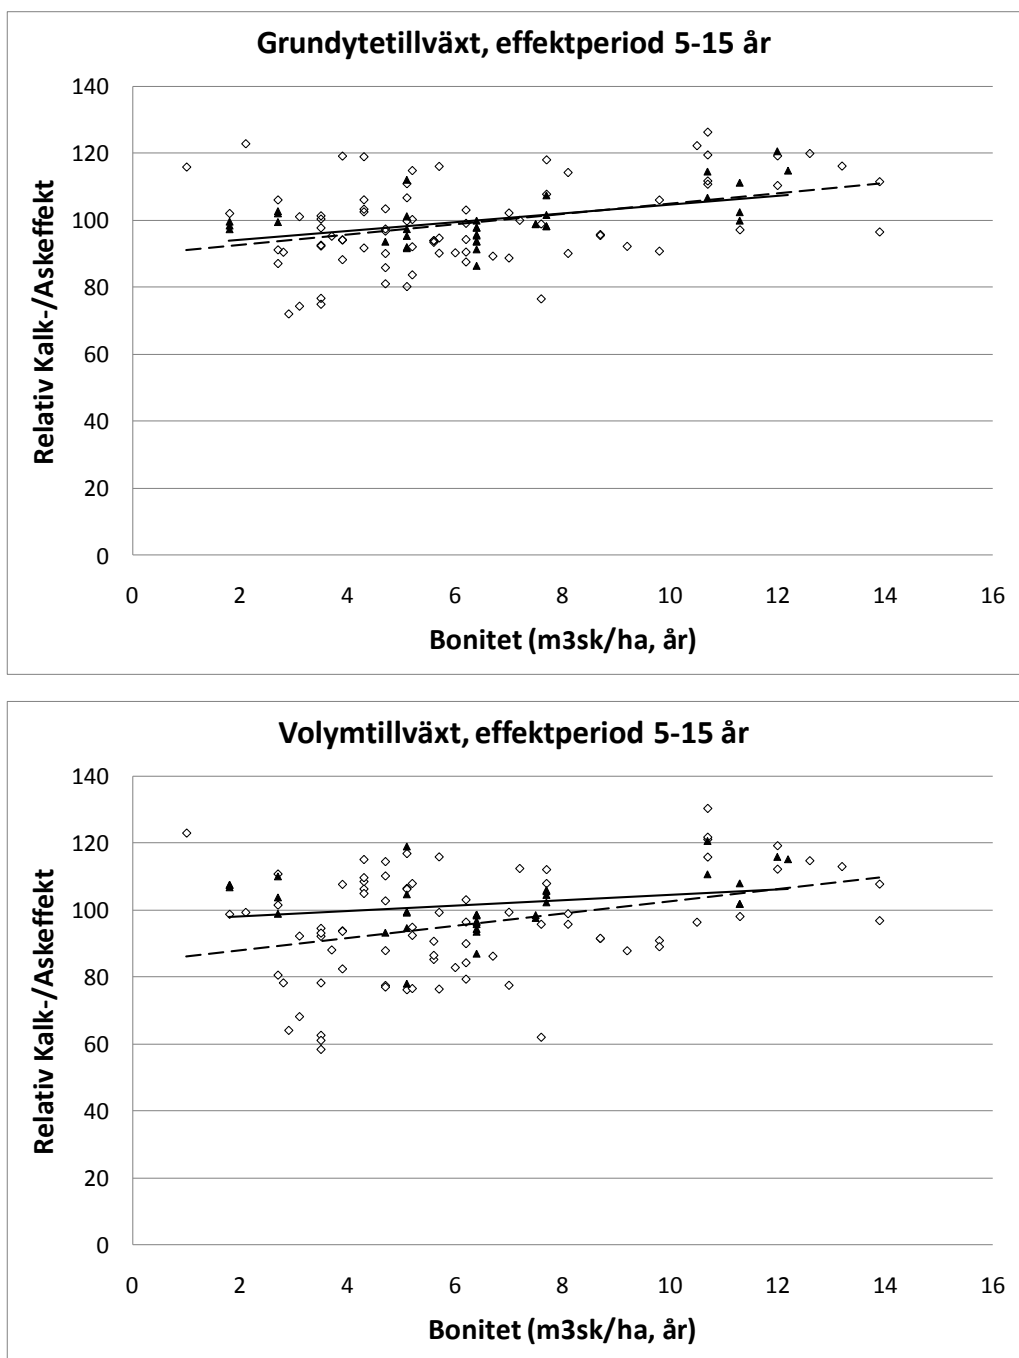 Grundytetillväxt, effektperiod 5-15 år
140
120
100
80
60
40
20
0
Relativ Kalk-/Askeffekt
0 2 4 6 8 10 12 14 16
Bonitet (m3sk/ha, år)
Volymtillväxt, effektperiod 5-15 år
140
120
100
80
60
40
20
0
Relativ Kalk-/Askeffekt
0 2 4 6 8 10 12 14 16
Bonitet (m3sk/ha, år)